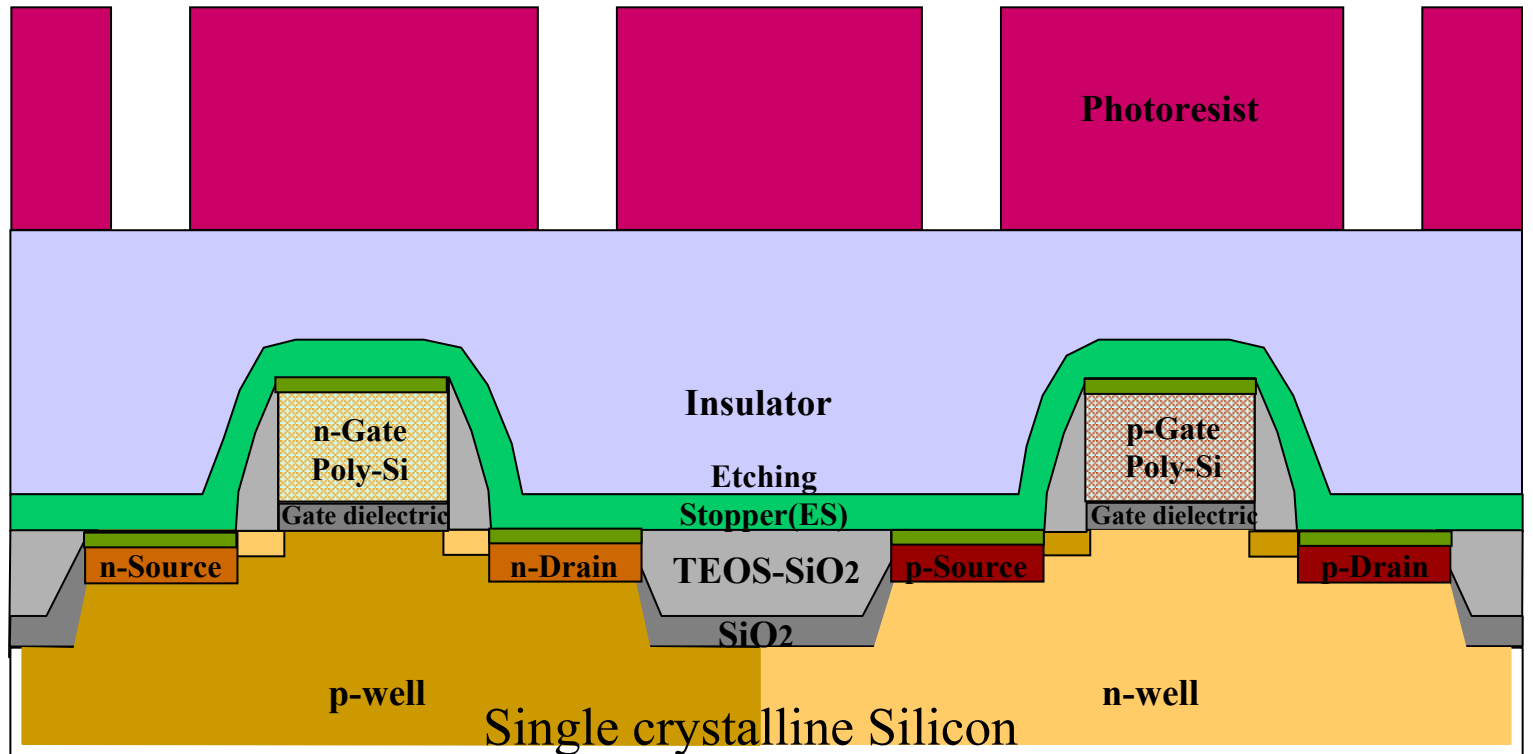 Photoresist
Insulator
n-Gate
Poly-Si
p-Gate
Poly-Si
Etching
Stopper(ES)
Gate dielectric
Gate dielectric
n-Source
n-Drain
TEOS-SiO2
p-Source
p-Drain
SiO2
p-well
n-well
Single crystalline Silicon